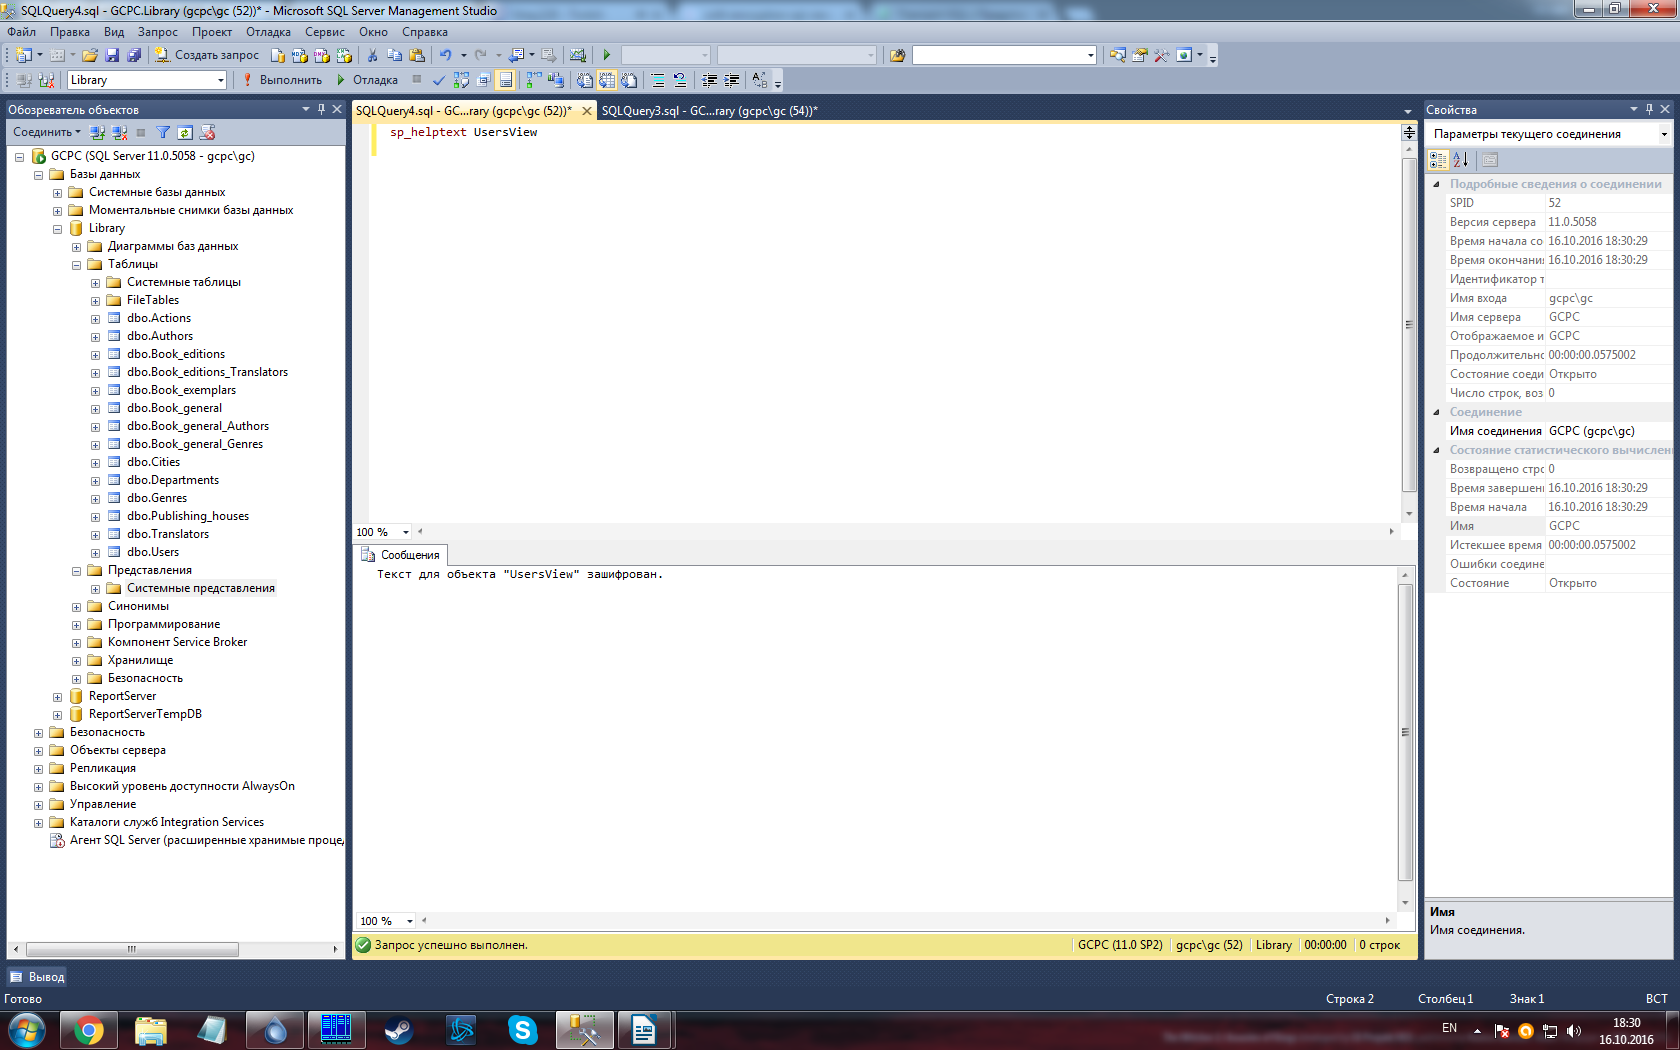 SQLQuery4.sql - GCPC.Library (gcpc\gc (52))* - Microsoft SQL Server Management Studio
Файл Правка Вид Запрос Проект Отладка Сервис Окно Справка
Создать запрос
Library Выполнить Отладка
Обозреватель объектов
Соединить
GCPC (SQL Server 11.0.5058 - gcpc\gc)
Базы данных
Системные базы данных
Моментальные снимки базы данных
Library
Диаграммы баз данных
Таблицы
Системные таблицы
FileTables
dbo.Actions
dbo.Authors
dbo.Book_editions
dbo.Book_editions_Translators
dbo.Book_exemplars
dbo.Book_general
dbo.Book_general_Authors
dbo.Book_general_Genres
dbo.Cities
dbo.Departments
dbo.Genres
dbo.Publishing_houses
dbo.Translators
dbo.Users
Представления
Системные представления
Синонимы
Программирование
Компонент Service Broker
Хранилище
Безопасность
ReportServer
ReportServerTempDB
Безопасность
Объекты сервера
Репликация
Высокий уровень доступности AlwaysOn
Управление
Каталоги служб Integration Services
Агент SQL Server (расширенные хранимые проце
SQLQuery4.sql - GC...rary (gcpc\gc (52))* SQLQuery3.sql - GC...rary (gcpc\gc (54))*
sp_helptext UsersView
100 %
Сообщения
Текст для объекта "UsersView" зашифрован.
100 %
Запрос успешно выполнен. GCPC (11.0 SP2) gcpc\gc (52) Library 00:00:00 0 строк
Свойства
Параметры текущего соединения
Подробные сведения о соединении
SPID 52
Версия сервера 11.0.5058
Время начала со 16.10.2016 18:30:29
Время окончани 16.10.2016 18:30:29
Идентификатор т
Имя входа gcpc\gc
Имя сервера GCPC
Отображаемое и GCPC
Продолжительно 00:00:00.0575002
Состояние соеди Открыто
Число строк, воз 0
Соединение
Имя соединения GCPC (gcpc\gc)
Состояние статистического вычислен
Возвращено стро 0
Время завершен 16.10.2016 18:30:29
Время начала 16.10.2016 18:30:29
Имя GCPC
Истекшее время 00:00:00.0575002
Ошибки соедине
Состояние Открыто
Имя
Имя соединения.
Вывод
Готово Строка 2 Столбец 1 Знак 1 ВСТ
EN 18:30
16.10.2016